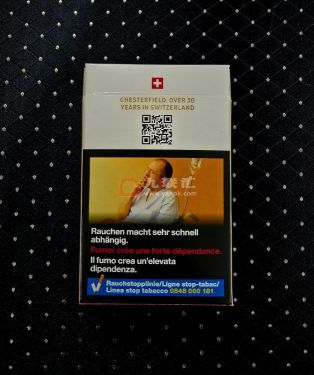 CHESTERFIELD. OVER 30
YEARS IN SWITZERLAND
Rauchen macht sehr schnell
abhängig.
Fumer crée une forte dépendance.
Il fumo crea un'elevata
dipendenza.
Rauchstopplinie/Ligne stop-tabac/
Linea stop tabacco 0848 000 181